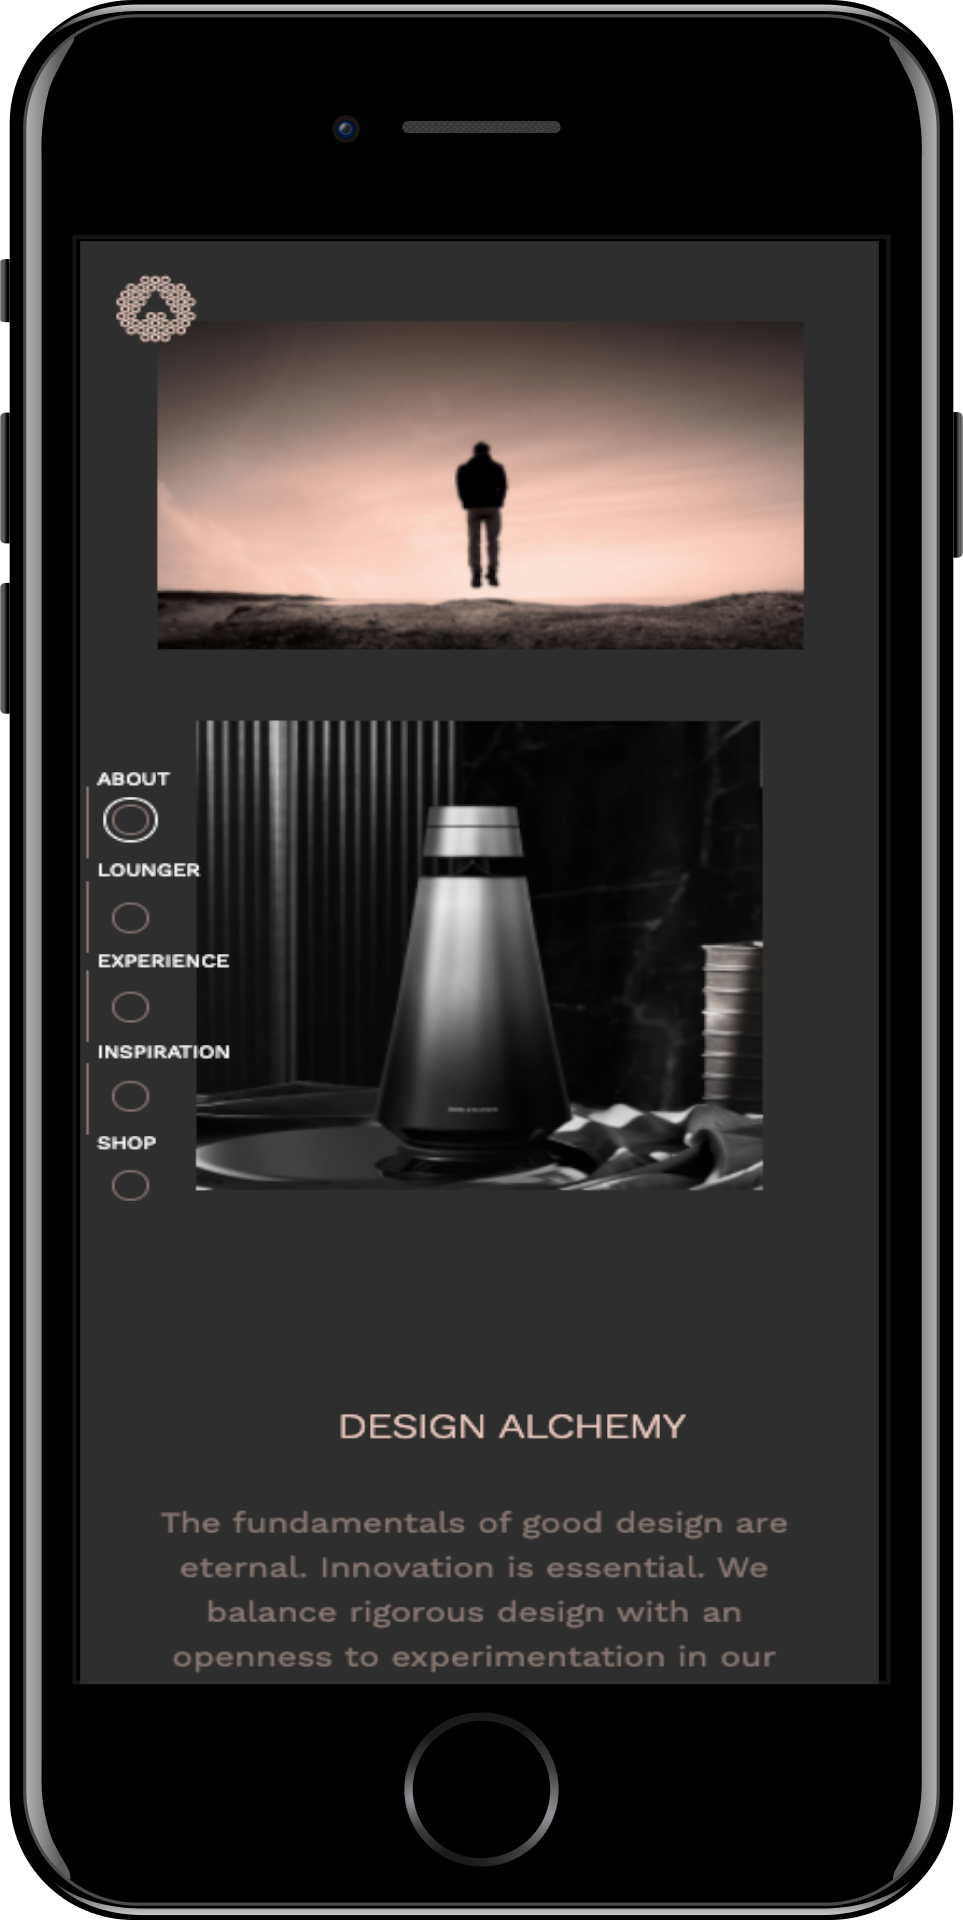 ABOUT
LOUNGER
EXPERIENCE
INSPIRATION
SHOP
DESIGN ALCHEMY
The fundamentals of good design are
eternal. Innovation is essential. We
balance rigorous design with an
openness to experimentation in our